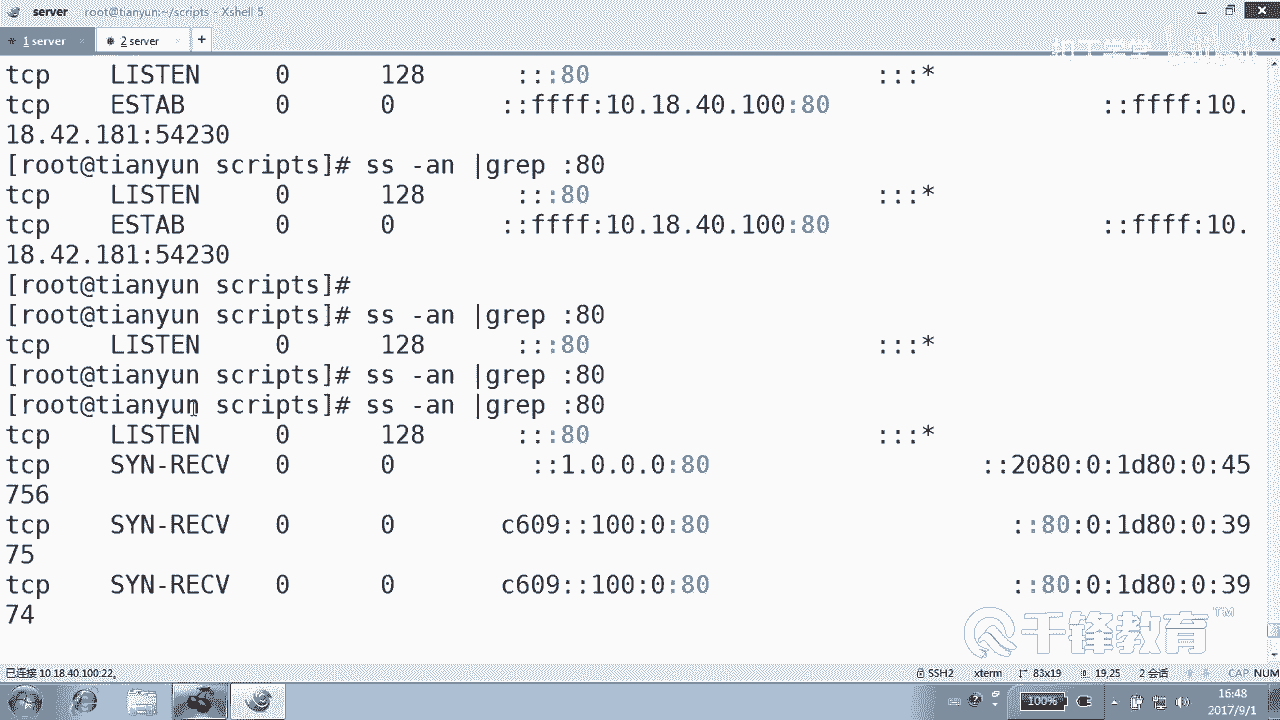 server root@tianyun:~/scripts - Xshell 5
1 server × 2 server × +
tcp LISTEN 0 128 :::80 :::*
tcp ESTAB 0 0 ::ffff:10.18.40.100:80 ::ffff:10.
18.42.181:54230
[root@tianyun scripts]# ss -an |grep :80
tcp LISTEN 0 128 :::80 :::*
tcp ESTAB 0 0 ::ffff:10.18.40.100:80 ::ffff:10.
18.42.181:54230
[root@tianyun scripts]#
[root@tianyun scripts]# ss -an |grep :80
tcp LISTEN 0 128 :::80 :::*
[root@tianyun scripts]# ss -an |grep :80
[root@tianyun scripts]# ss -an |grep :80
tcp LISTEN 0 128 :::80 :::*
tcp SYN-RECV 0 0 ::1.0.0.0:80 ::2080:0:1d80:0:45
756
tcp SYN-RECV 0 0 c609::100:0:80 ::80:0:1d80:0:39
75
tcp SYN-RECV 0 0 c609::100:0:80 ::80:0:1d80:0:39
74
千锋教育™
已连接 10.18.40.100:22。 SSH2 xterm 83x19 19,25 2 会话 CAP NUM
100% 16:48
2017/9/1